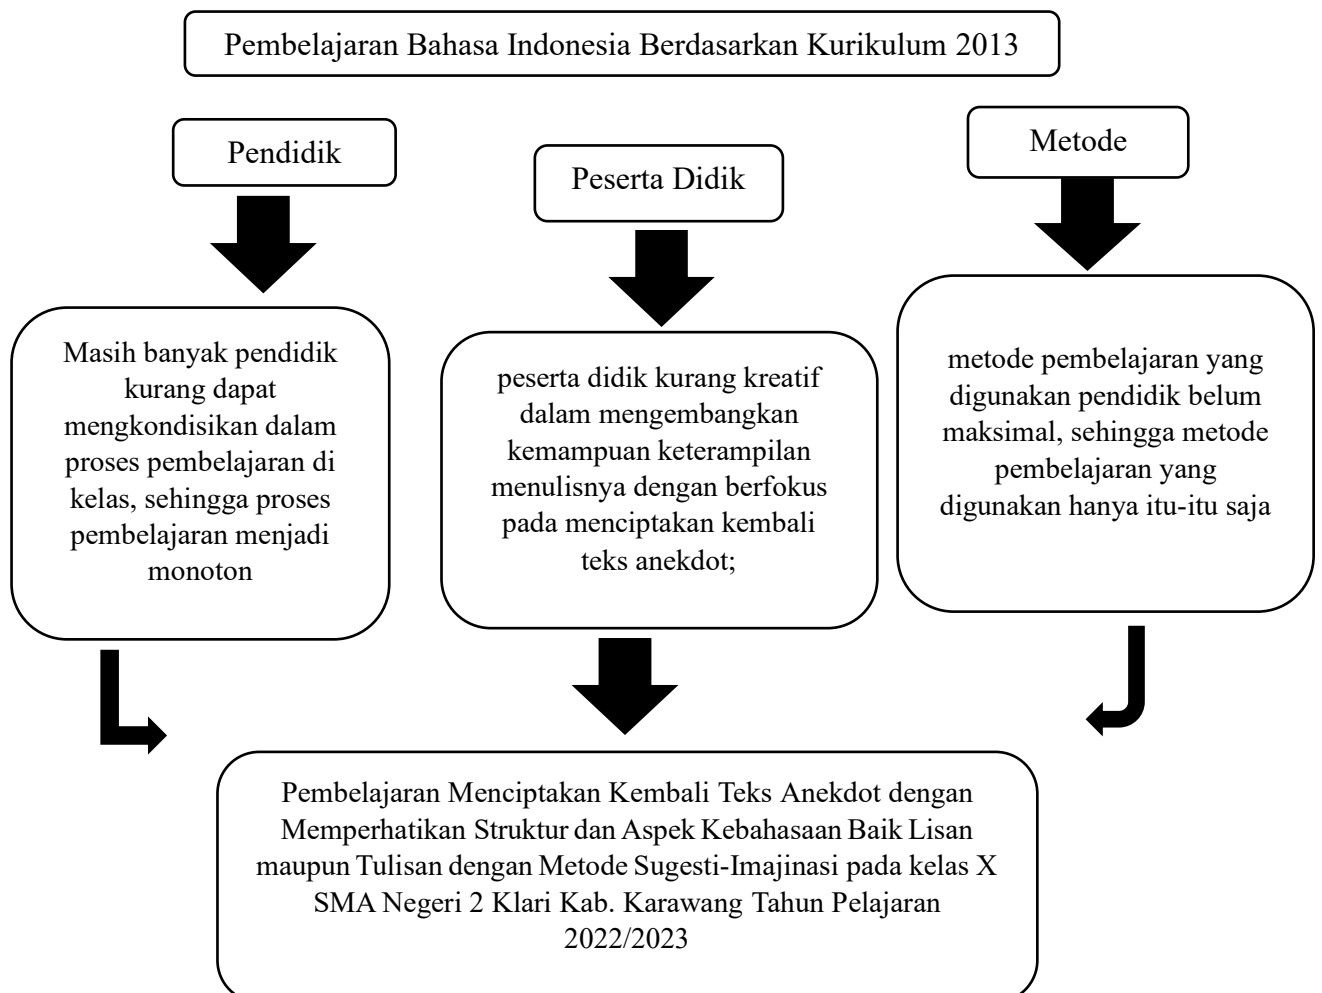 Pembelajaran Bahasa Indonesia Berdasarkan Kurikulum 2013
Pendidik
Peserta Didik
Metode
Masih banyak pendidik
kurang dapat
mengkondisikan dalam
proses pembelajaran di
kelas, sehingga proses
pembelajaran menjadi
monoton
peserta didik kurang kreatif
dalam mengembangkan
kemampuan keterampilan
menulisnya dengan berfokus
pada menciptakan kembali
teks anekdot;
metode pembelajaran yang
digunakan pendidik belum
maksimal, sehingga metode
pembelajaran yang
digunakan hanya itu-itu saja
Pembelajaran Menciptakan Kembali Teks Anekdot dengan
Memperhatikan Struktur dan Aspek Kebahasaan Baik Lisan
maupun Tulisan dengan Metode Sugesti-Imajinasi pada kelas X
SMA Negeri 2 Klari Kab. Karawang Tahun Pelajaran
2022/2023